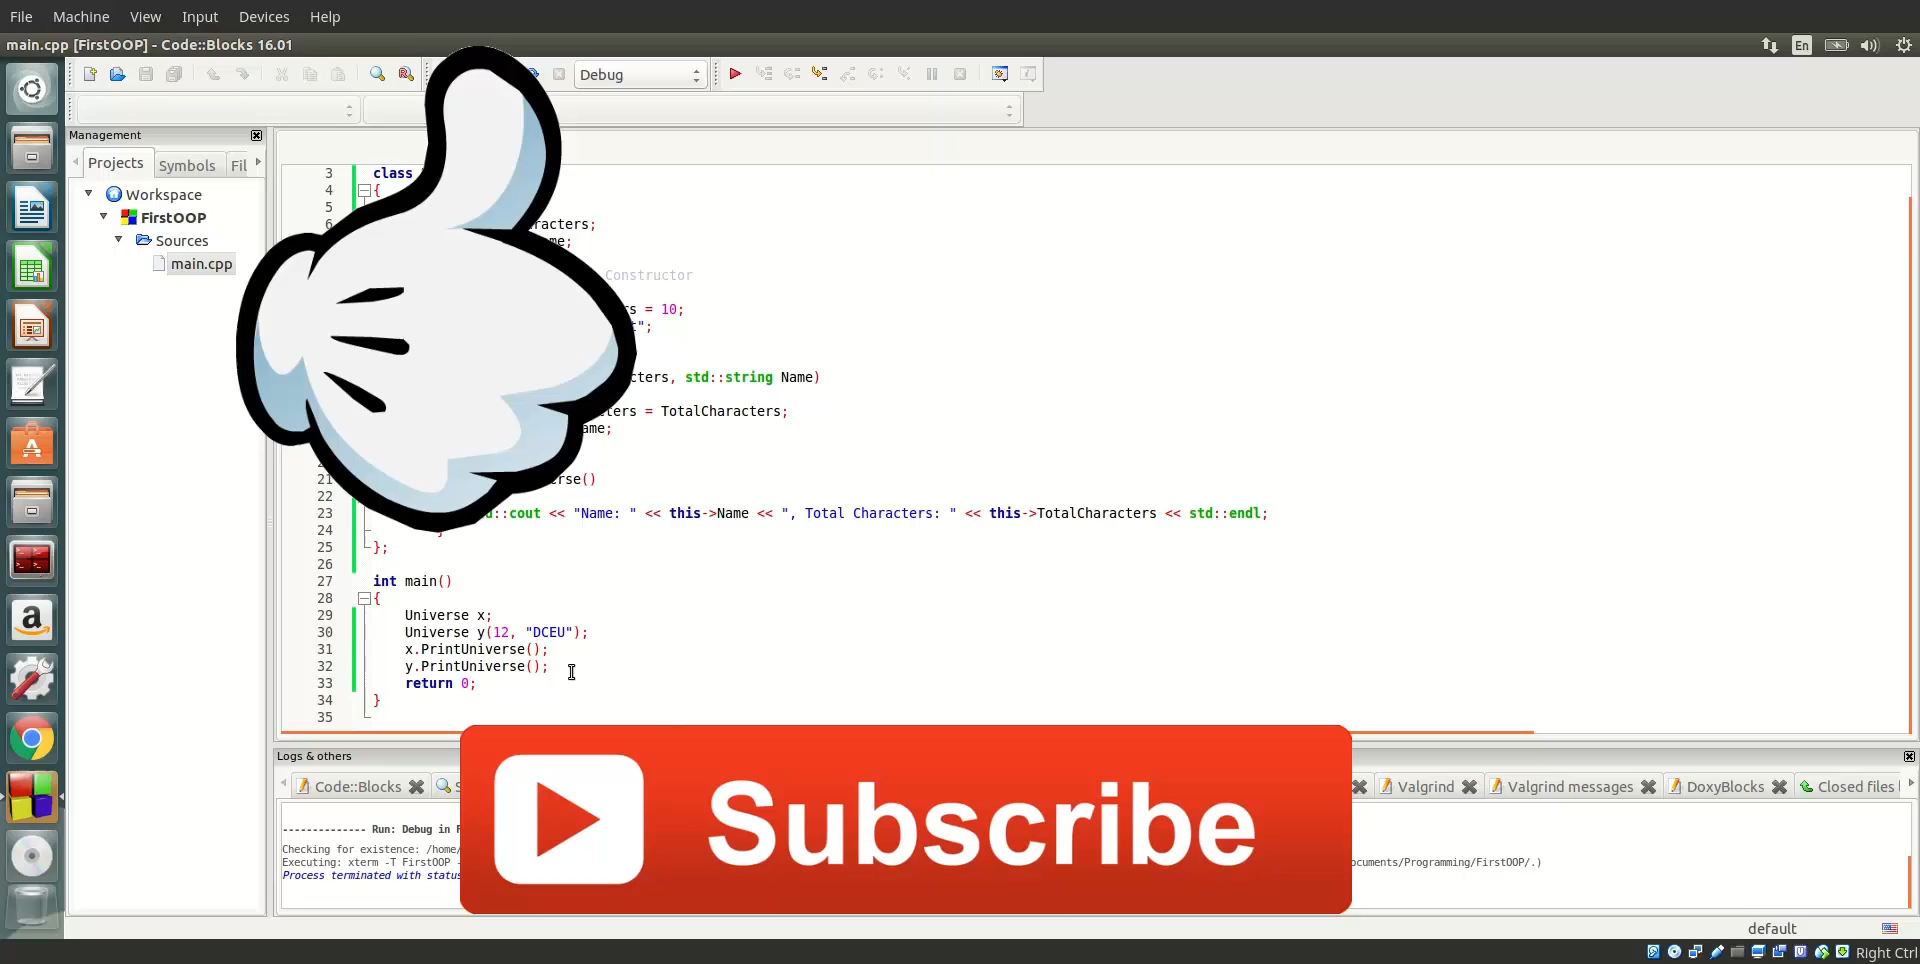 File Machine View Input Devices Help
main.cpp [FirstOOP] - Code::Blocks 16.01
En
Debug
Management
Projects Symbols Fil
Workspace
FirstOOP
Sources
main.cpp
3 class
4 {
5
6 racters;
me;
Constructor
rs = 10;
t";
cters, std::string Name)
cters = TotalCharacters;
ame;
21 rse()
22
23 ::cout << "Name: " << this->Name << ", Total Characters: " << this->TotalCharacters << std::endl;
24 }
25 };
26
27 int main()
28 {
29 Universe x;
30 Universe y(12, "DCEU");
31 x.PrintUniverse();
32 y.PrintUniverse();
33 return 0;
34 }
35
Logs & others
Code::Blocks S Valgrind Valgrind messages DoxyBlocks Closed files
-------------- Run: Debug in F
Checking for existence: /home/
Executing: xterm -T FirstOOP - ocuments/Programming/FirstOOP/.)
Process terminated with status
Subscribe
default
Right Ctrl